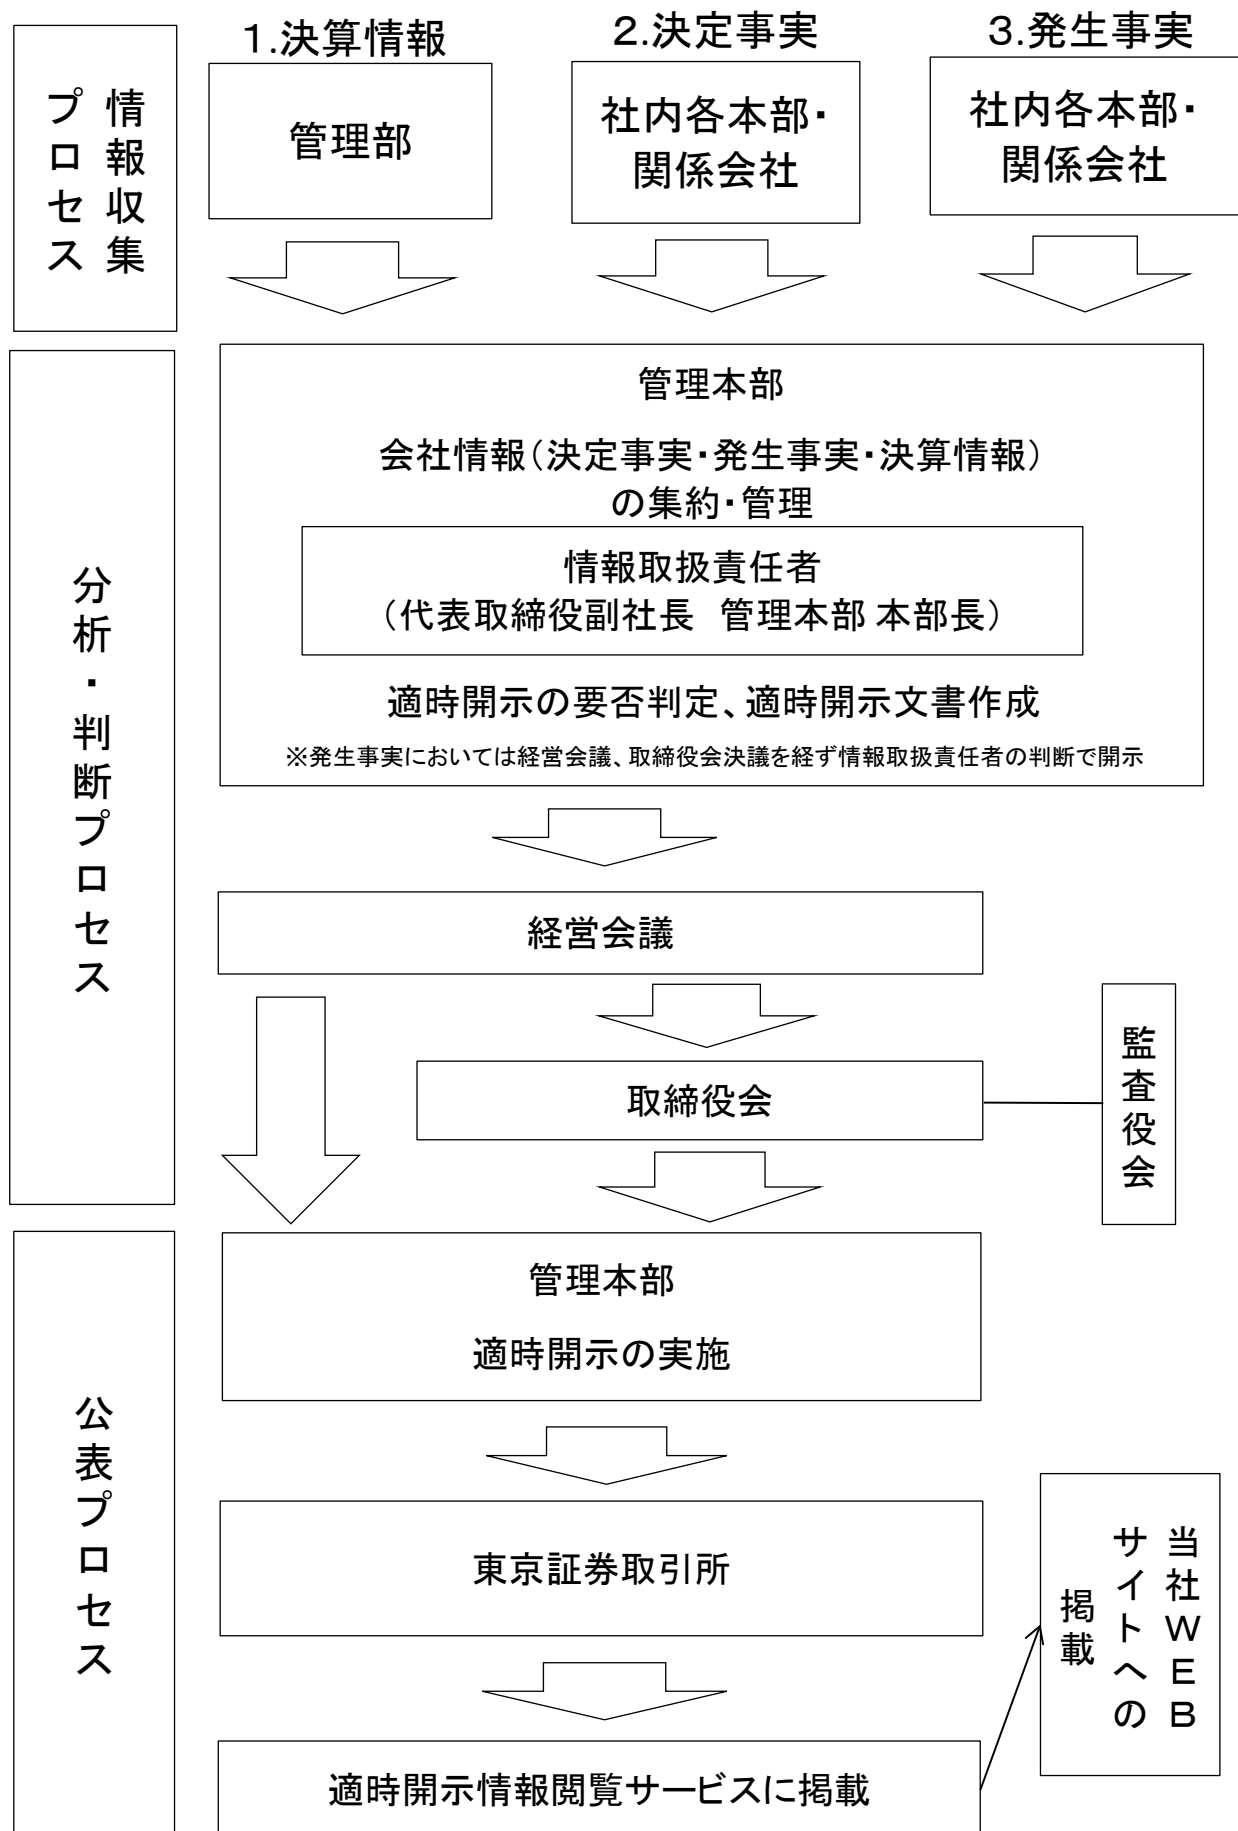 1.決算情報
2.決定事実
3.発生事実
情報収集
プロセス
管理部
社内各本部・
関係会社
社内各本部・
関係会社
分析・判断プロセス
管理本部
会社情報（決定事実・発生事実・決算情報）
の集約・管理
情報取扱責任者
（代表取締役副社長　管理本部 本部長）
適時開示の要否判定、適時開示文書作成
※発生事実においては経営会議、取締役会決議を経ず情報取扱責任者の判断で開示
経営会議
取締役会
監査役会
公表プロセス
管理本部
適時開示の実施
東京証券取引所
適時開示情報閲覧サービスに掲載
当社ＷＥＢ
サイトへの
掲載